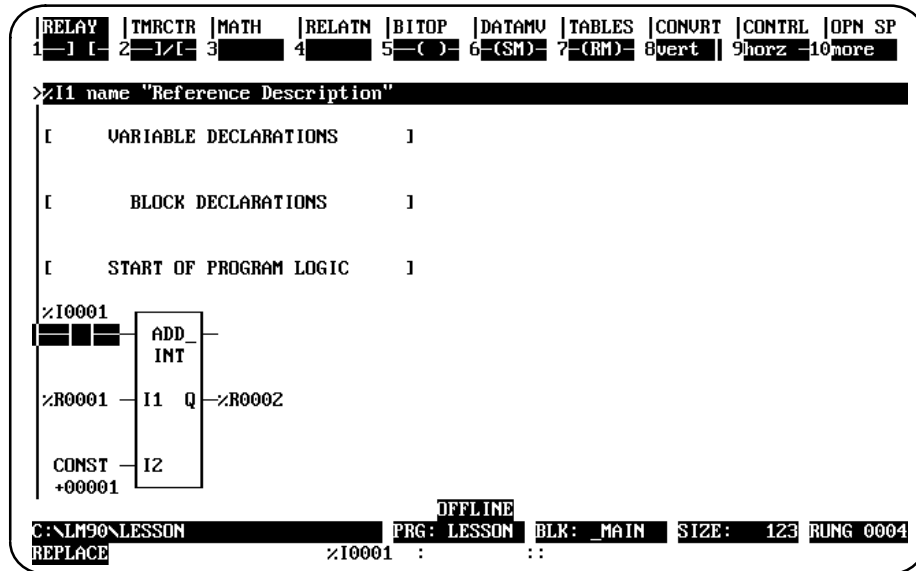 RELAY |TMRCTR |MATH |RELATN |BITOP |DATAMV |TABLES |CONVRT |CONTRL |OPN SP
1—] [— 2—]/[— 3 4 5—( )— 6—(SM)— 7—(RM)— 8vert | 9horz —10more
>%I1 name "Reference Description"
[ VARIABLE DECLARATIONS ]
[ BLOCK DECLARATIONS ]
[ START OF PROGRAM LOGIC ]
%I0001
ADD_
INT
%R0001 I1 Q %R0002
CONST I2
+00001
OFFLINE
C:\LM90\LESSON PRG: LESSON BLK: _MAIN SIZE: 123 RUNG 0004
REPLACE %I0001 : ::